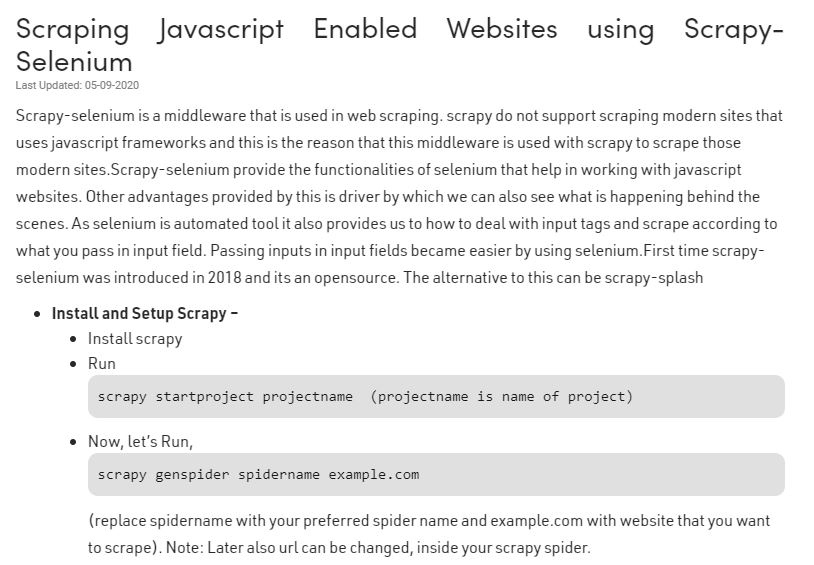 Scraping Javascript Enabled Websites using Scrapy-
Selenium
Last Updated: 05-09-2020
Scrapy-selenium is a middleware that is used in web scraping. scrapy do not support scraping modern sites that
uses javascript frameworks and this is the reason that this middleware is used with scrapy to scrape those
modern sites.Scrapy-selenium provide the functionalities of selenium that help in working with javascript
websites. Other advantages provided by this is driver by which we can also see what is happening behind the
scenes. As selenium is automated tool it also provides us to how to deal with input tags and scrape according to
what you pass in input field. Passing inputs in input fields became easier by using selenium.First time scrapy-
selenium was introduced in 2018 and its an opensource. The alternative to this can be scrapy-splash
• Install and Setup Scrapy –
• Install scrapy
• Run
scrapy startproject projectname  (projectname is name of project)
• Now, let's Run,
scrapy genspider spidername example.com
(replace spidername with your preferred spider name and example.com with website that you want
to scrape). Note: Later also url can be changed, inside your scrapy spider.